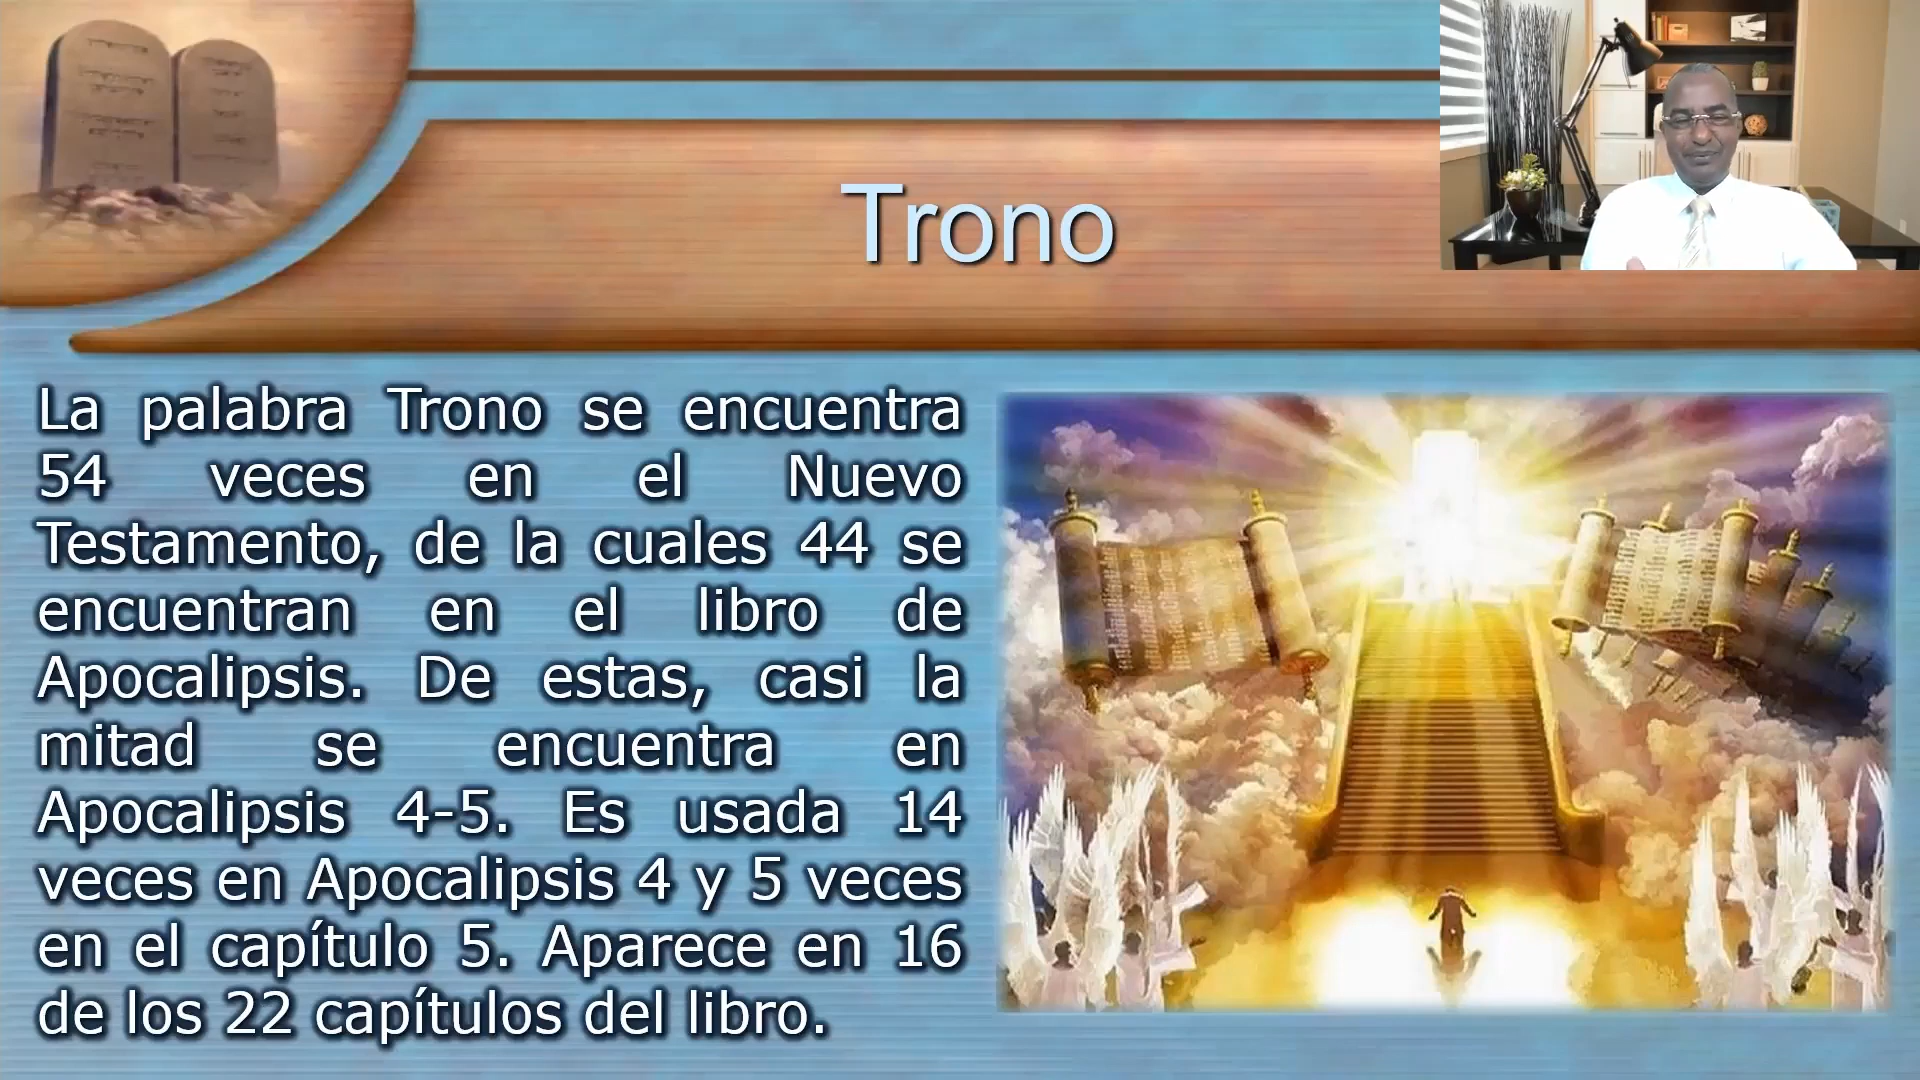 Trono
La palabra Trono se encuentra
54 veces en el Nuevo
Testamento, de la cuales 44 se
encuentran en el libro de
Apocalipsis. De estas, casi la
mitad se encuentra en
Apocalipsis 4-5. Es usada 14
veces en Apocalipsis 4 y 5 veces
en el capítulo 5. Aparece en 16
de los 22 capítulos del libro.